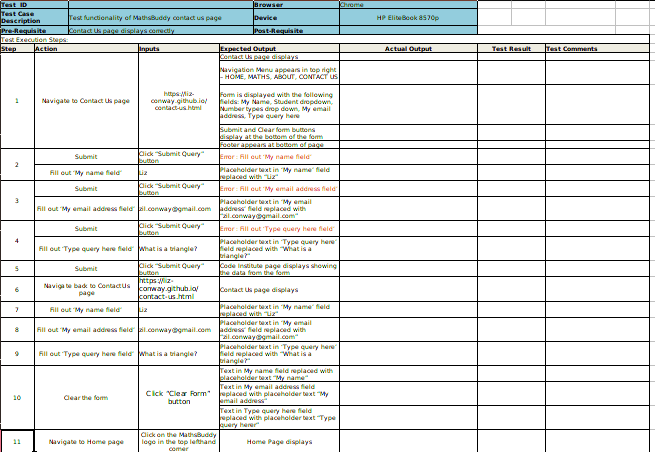 Test ID
Browser
Chrome
Test Case
Description
Test functionality of MathsBuddy contact us page
Device
HP EliteBook 8570p
Pre-Requisite
Contact Us page displays correctly
Post-Requisite
Test Execution Steps:
Step
Action
Inputs
Expected Output
Actual Output
Test Result
Test Comments
1
Navigate to Contact Us page
https://liz-
conway.github.io/
contact-us.html
Contact Us page displays
Navigation Menu appears in top right
– HOME, MATHS, ABOUT, CONTACT US
Form is displayed with the following
fields: My Name, Student dropdown,
Number types drop down, My email
address, Type query here
Submit and Clear form buttons
display at the bottom of the form
Footer appears at bottom of page
2
Submit
Click “Submit Query”
button
Error : Fill out ‘My name field’
Fill out ‘My name field’
Liz
Placeholder text in ‘My name’ field
replaced with “Liz”
3
Submit
Click “Submit Query”
button
Error : Fill out ‘My email address field’
Fill out ‘My email address field’
zil.conway@gmail.com
Placeholder text in ‘My email
address’ field replaced with
“zil.conway@gmail.com”
4
Submit
Click “Submit Query”
button
Error : Fill out ‘Type query here field’
Fill out ‘Type query here field’
What is a triangle?
Placeholder text in ‘Type query here’
field replaced with “What is a
triangle?”
5
Submit
Click “Submit Query”
button
Code Institute page displays showing
the data from the form
6
Navigate back to Contact Us
page
https://liz-
conway.github.io/
contact-us.html
Contact Us page displays
7
Fill out ‘My name field’
Liz
Placeholder text in ‘My name’ field
replaced with “Liz”
8
Fill out ‘My email address field’
zil.conway@gmail.com
Placeholder text in ‘My email
address’ field replaced with
“zil.conway@gmail.com”
9
Fill out ‘Type query here field’
What is a triangle?
Placeholder text in ‘Type query here’
field replaced with “What is a
triangle?”
10
Clear the form
Click “Clear Form”
button
Text in My name field replaced with
placeholder text “My name”
Text in My email address field
replaced with placeholder text “My
email address”
Text in Type query here field
replaced with placeholder text “Type
query herer”
11
Navigate to Home page
Click on the MathsBuddy
logo in the top lefthand
corner
Home Page displays